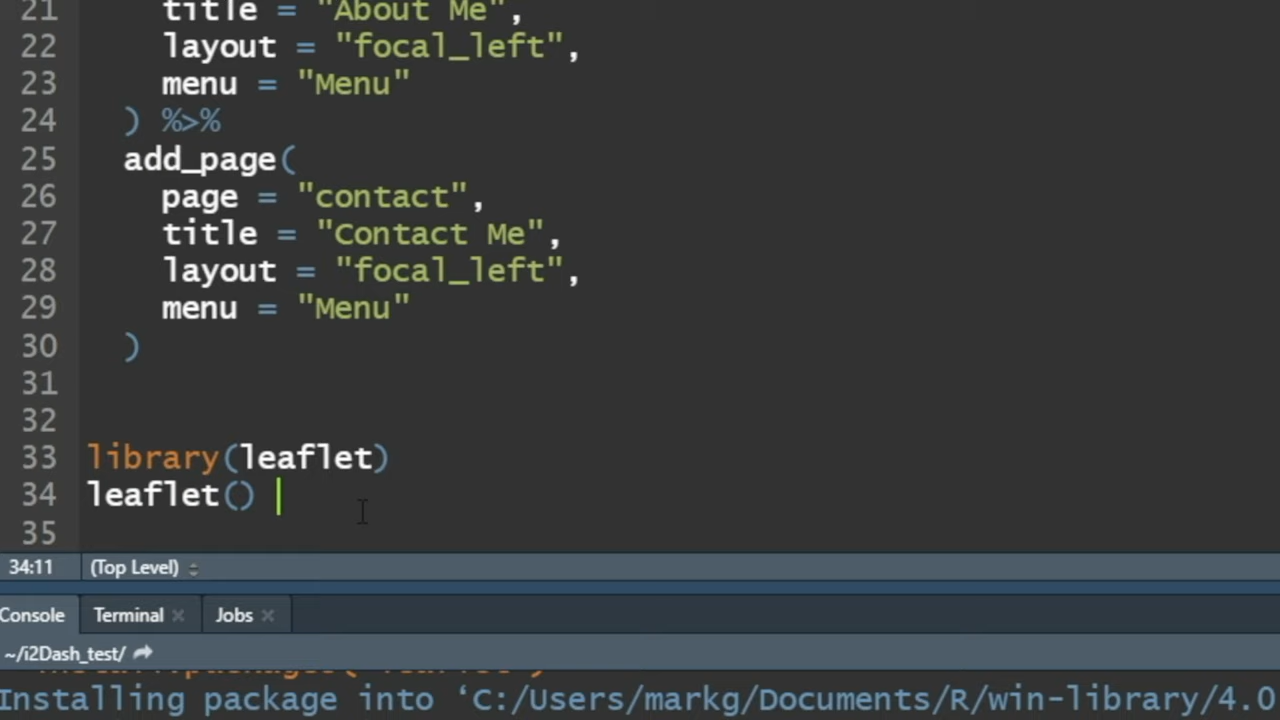 21 title = "About Me",
22 layout = "focal_left",
23 menu = "Menu"
24 ) %>%
25 add_page(
26 page = "contact",
27 title = "Contact Me",
28 layout = "focal_left",
29 menu = "Menu"
30 )
31
32
33 library(leaflet)
34 leaflet()
35
34:11 (Top Level)
Console Terminal Jobs
~/i2Dash_test/
Installing package into ‘C:/Users/markg/Documents/R/win-library/4.0